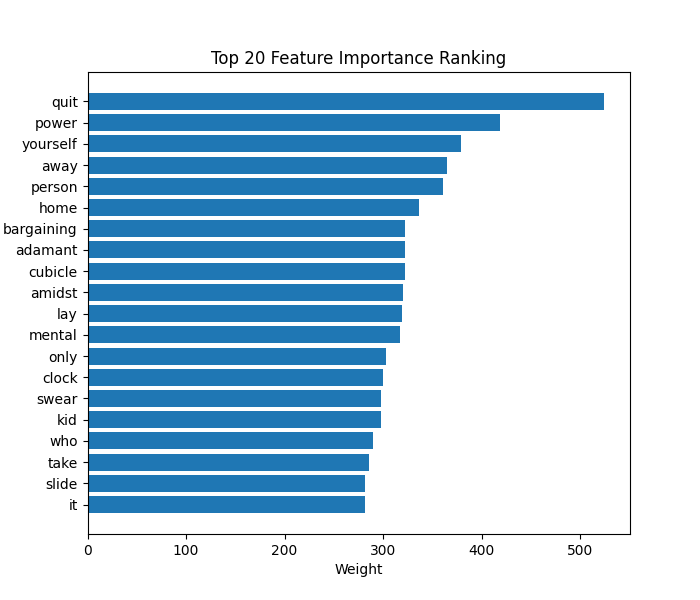 Top 20 Feature Importance Ranking
quit
power
yourself
away
person
home
bargaining
adamant
cubicle
amidst
lay
mental
only
clock
swear
kid
who
take
slide
it
0 100 200 300 400 500
Weight